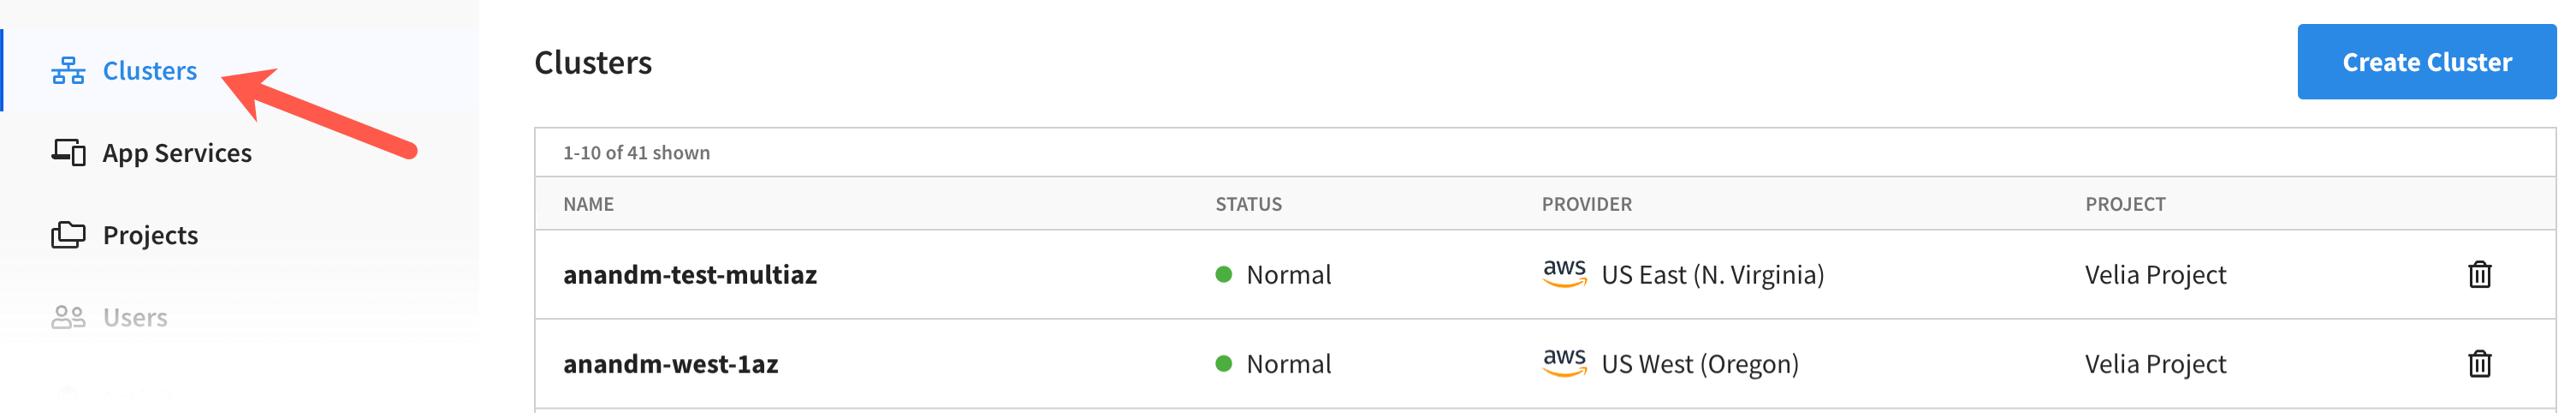 Clusters
App Services
Projects
Users
Clusters
Create Cluster
1-10 of 41 shown
NAME STATUS PROVIDER PROJECT
anandm-test-multiaz Normal aws US East (N. Virginia) Velia Project
anandm-west-1az Normal aws US West (Oregon) Velia Project